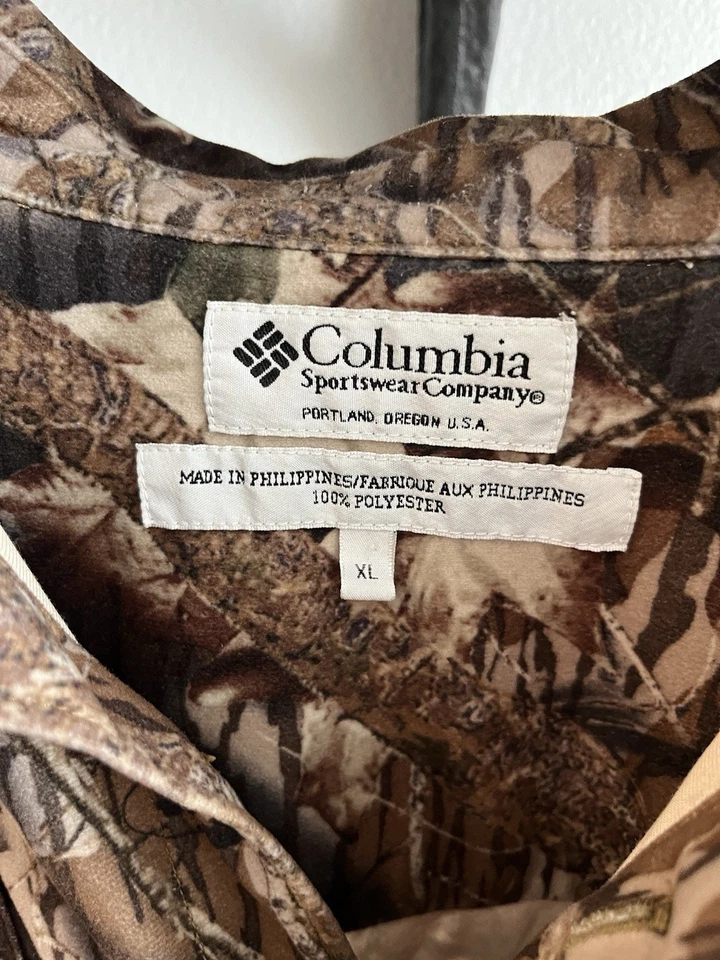 Columbia
Sportswear Company®
PORTLAND, OREGON U.S.A.
MADE IN PHILIPPINES/FABRIQUE AUX PHILIPPINES
100% POLYESTER
XL